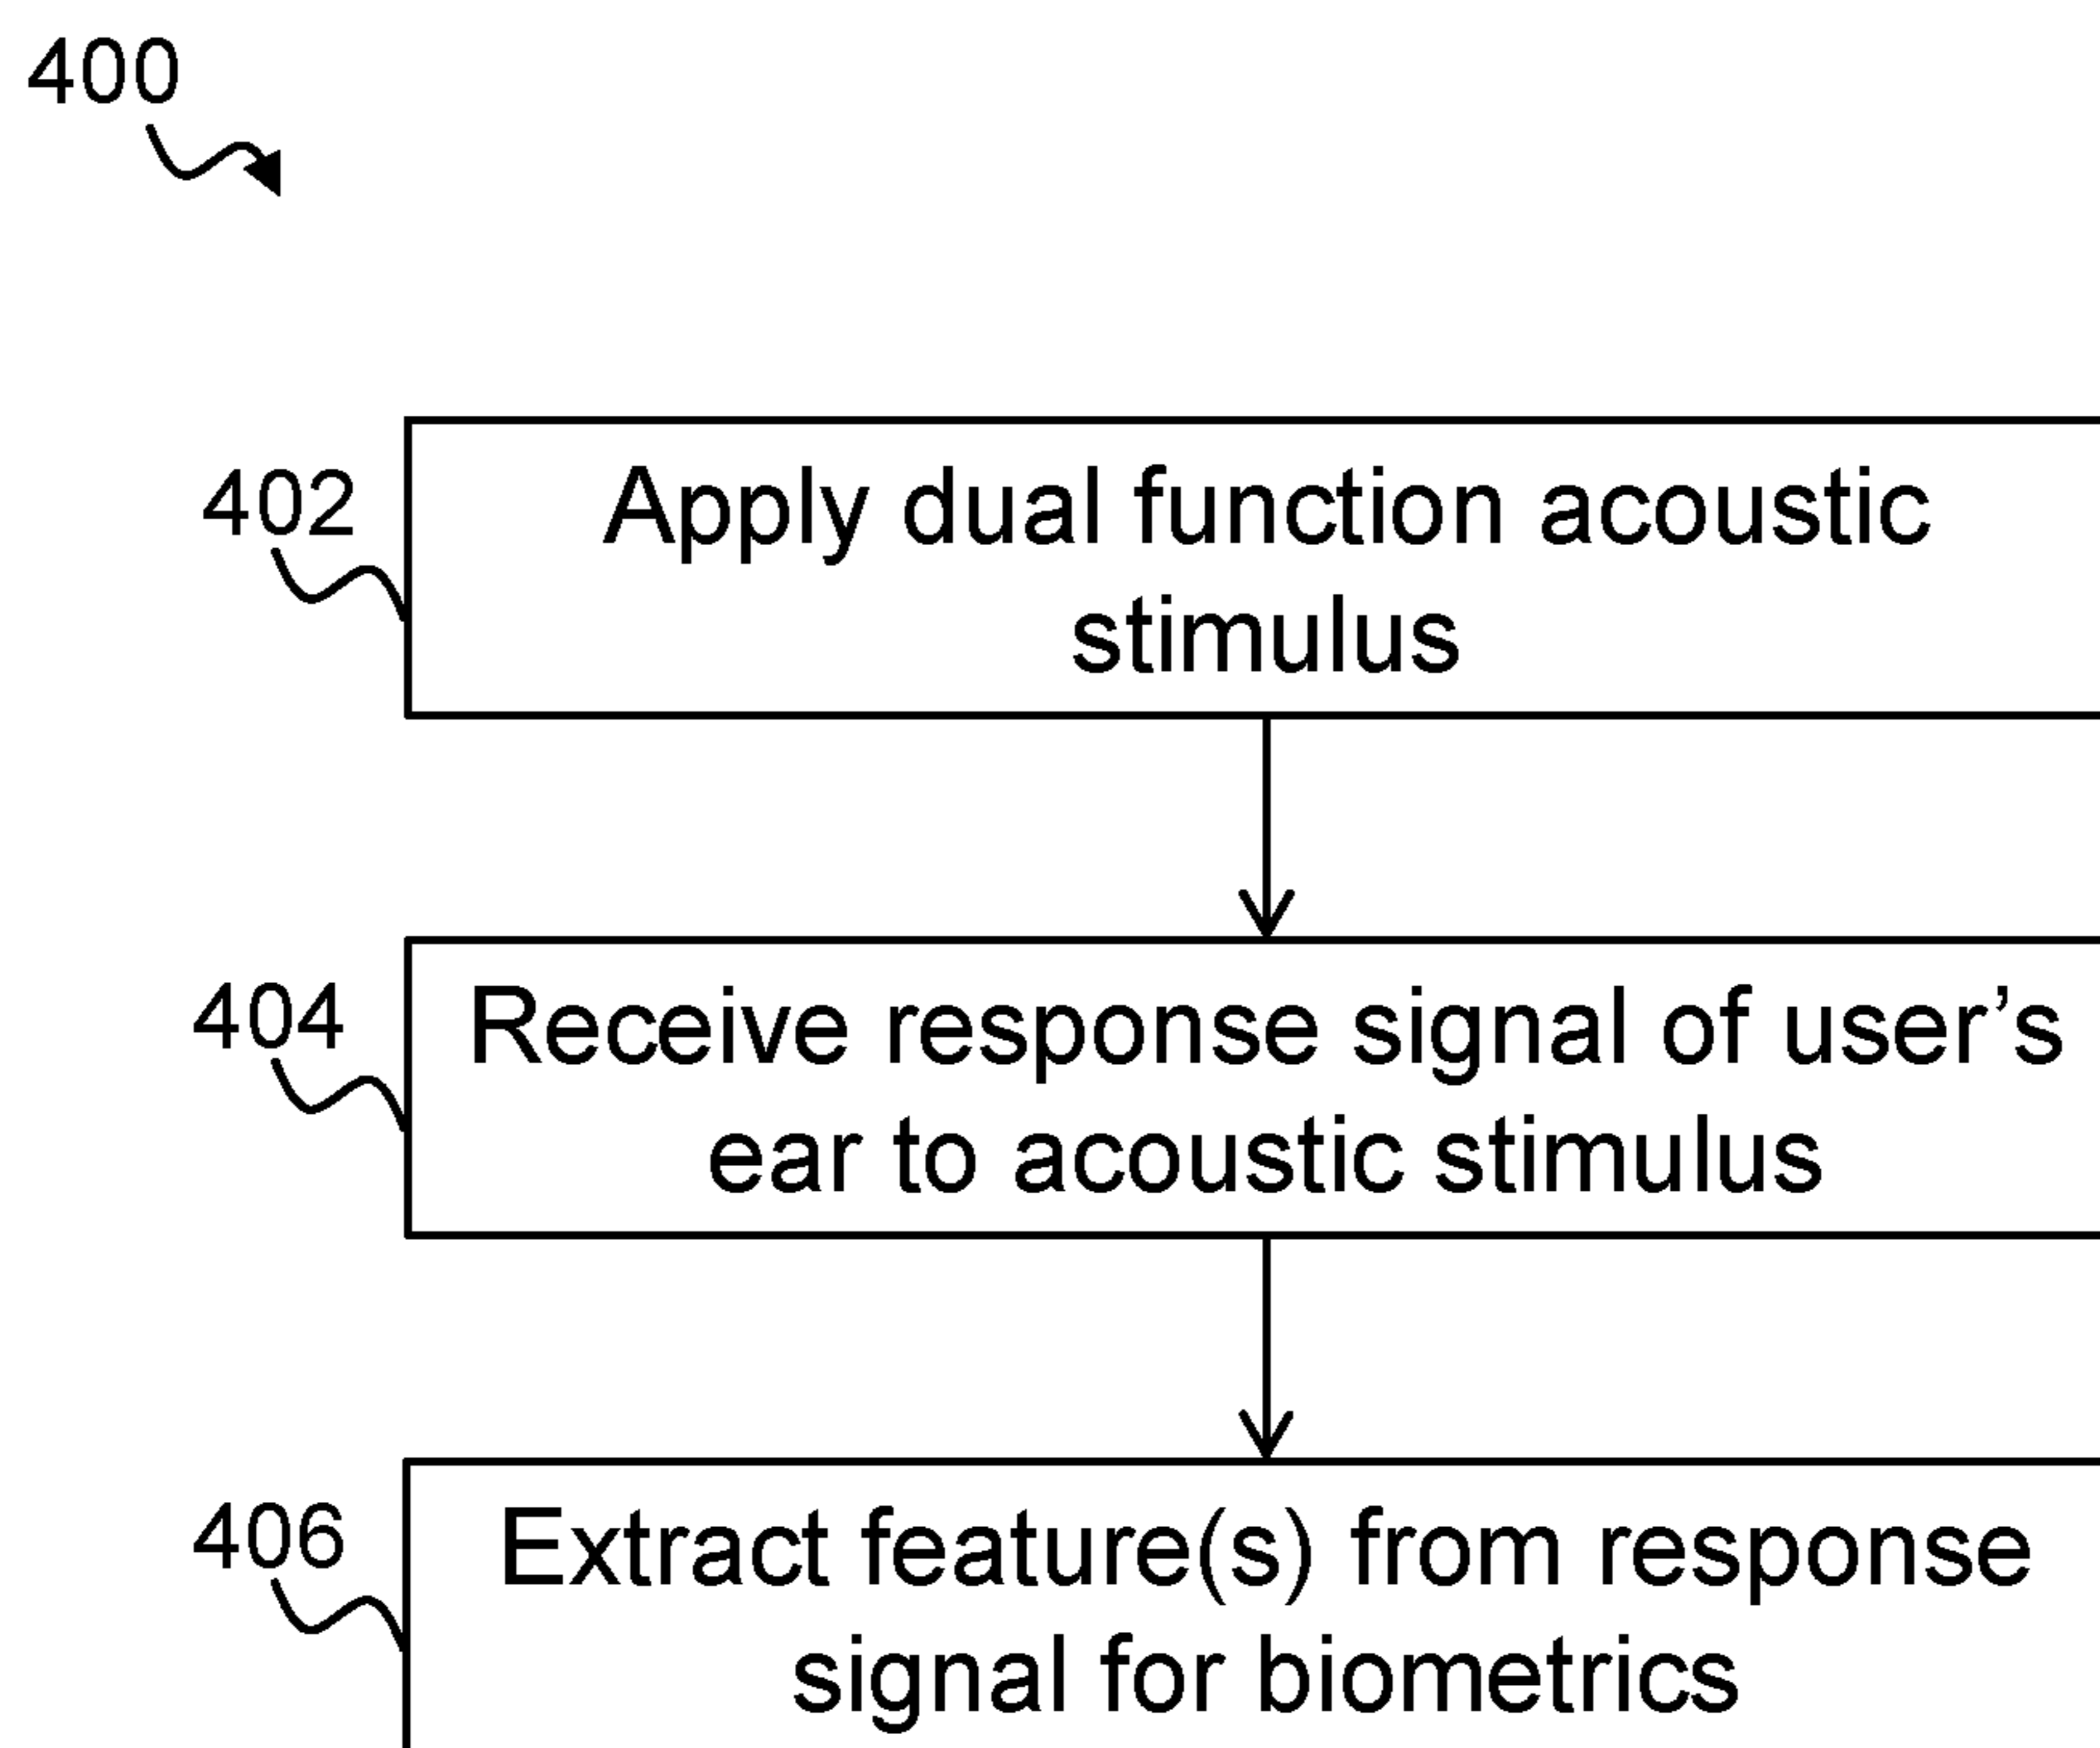 400
402
Apply dual function acoustic
stimulus
404
Receive response signal of user’s
ear to acoustic stimulus
406
Extract feature(s) from response
signal for biometrics